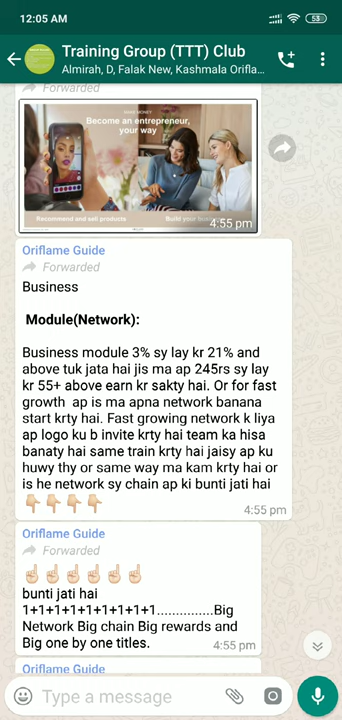 12:05 AM
53
Training Group (TTT) Club
Almirah, D, Falak New, Kashmala Orifla...
Forwarded
MAKE MONEY
Become an entrepreneur,
your way
Recommend and sell products
Build your
4:55 pm
Oriflame Guide
Forwarded
Business
Module(Network):
Business module 3% sy lay kr 21% and
above tuk jata hai jis ma ap 245rs sy lay
kr 55+ above earn kr sakty hai. Or for fast
growth  ap is ma apna network banana
start krty hai. Fast growing network k liya
ap logo ku b invite krty hai team ka hisa
banaty hai same train krty hai jaisy ap ku
huwy thy or same way ma kam krty hai or
is he network sy chain ap ki bunti jati hai
👇🏻👇🏻👇🏻👇🏻
4:55 pm
Oriflame Guide
Forwarded
☝🏻☝🏻☝🏻☝🏻☝🏻☝🏻
bunti jati hai
1+1+1+1+1+1+1+1+1...............Big
Network Big chain Big rewards and
Big one by one titles.
4:55 pm
Oriflame Guide
Type a message